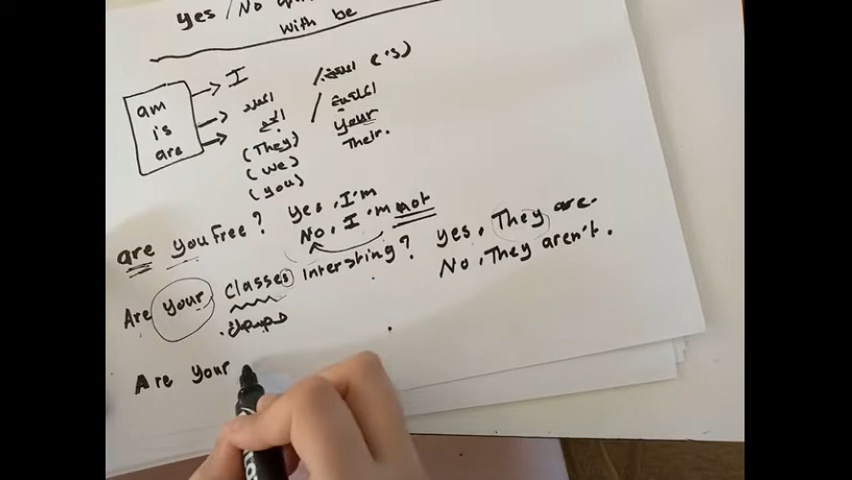 yes / No
with be
am → I
is
are
(They)
(we)
(you)
('s)
your
Their.
are you free? yes, I'm
No, I'm not
Are your classes intersting? yes, They are.
No, They aren't.
Are your